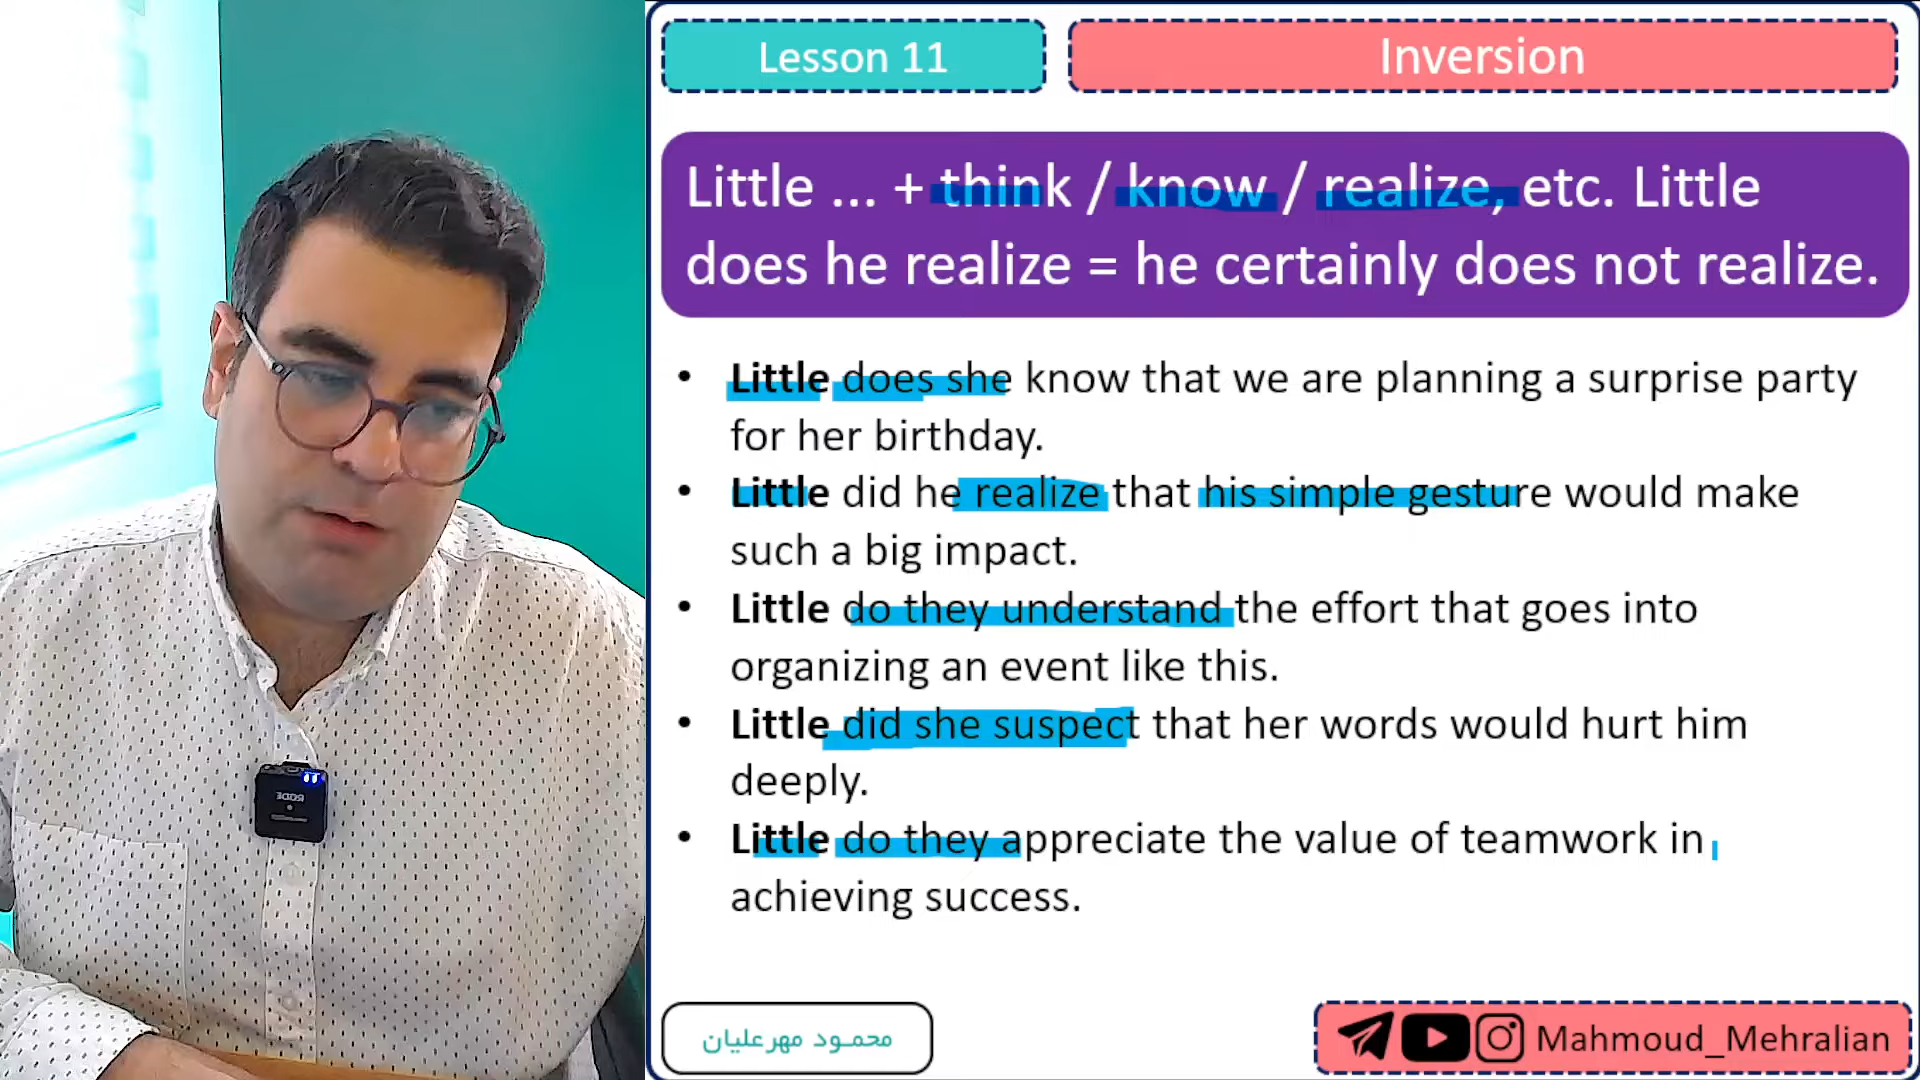 Lesson 11
Inversion
Little ... + think / know / realize, etc. Little
does he realize = he certainly does not realize.
• Little does she know that we are planning a surprise party
for her birthday.
• Little did he realize that his simple gesture would make
such a big impact.
• Little do they understand the effort that goes into
organizing an event like this.
• Little did she suspect that her words would hurt him
deeply.
• Little do they appreciate the value of teamwork in
achieving success.
RODE
محمود مهرعلیان
Mahmoud_Mehralian